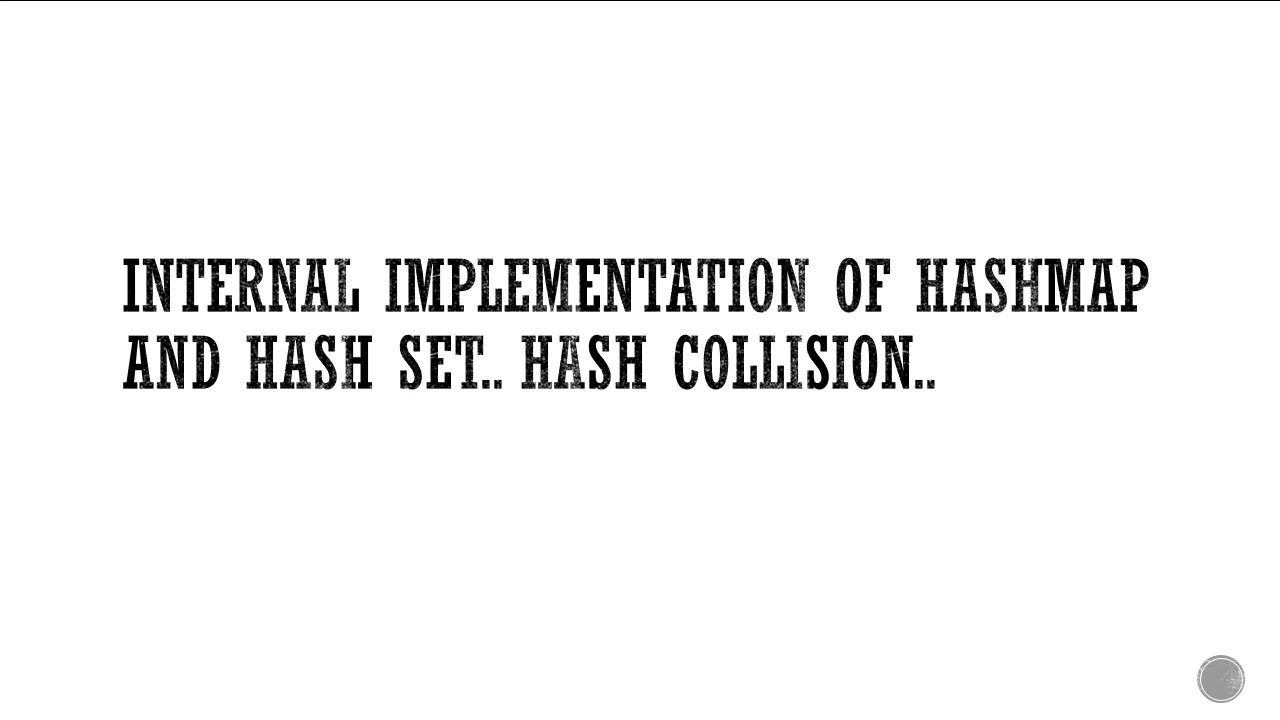 INTERNAL IMPLEMENTATION OF HASHMAP
AND HASH SET.. HASH COLLISION..